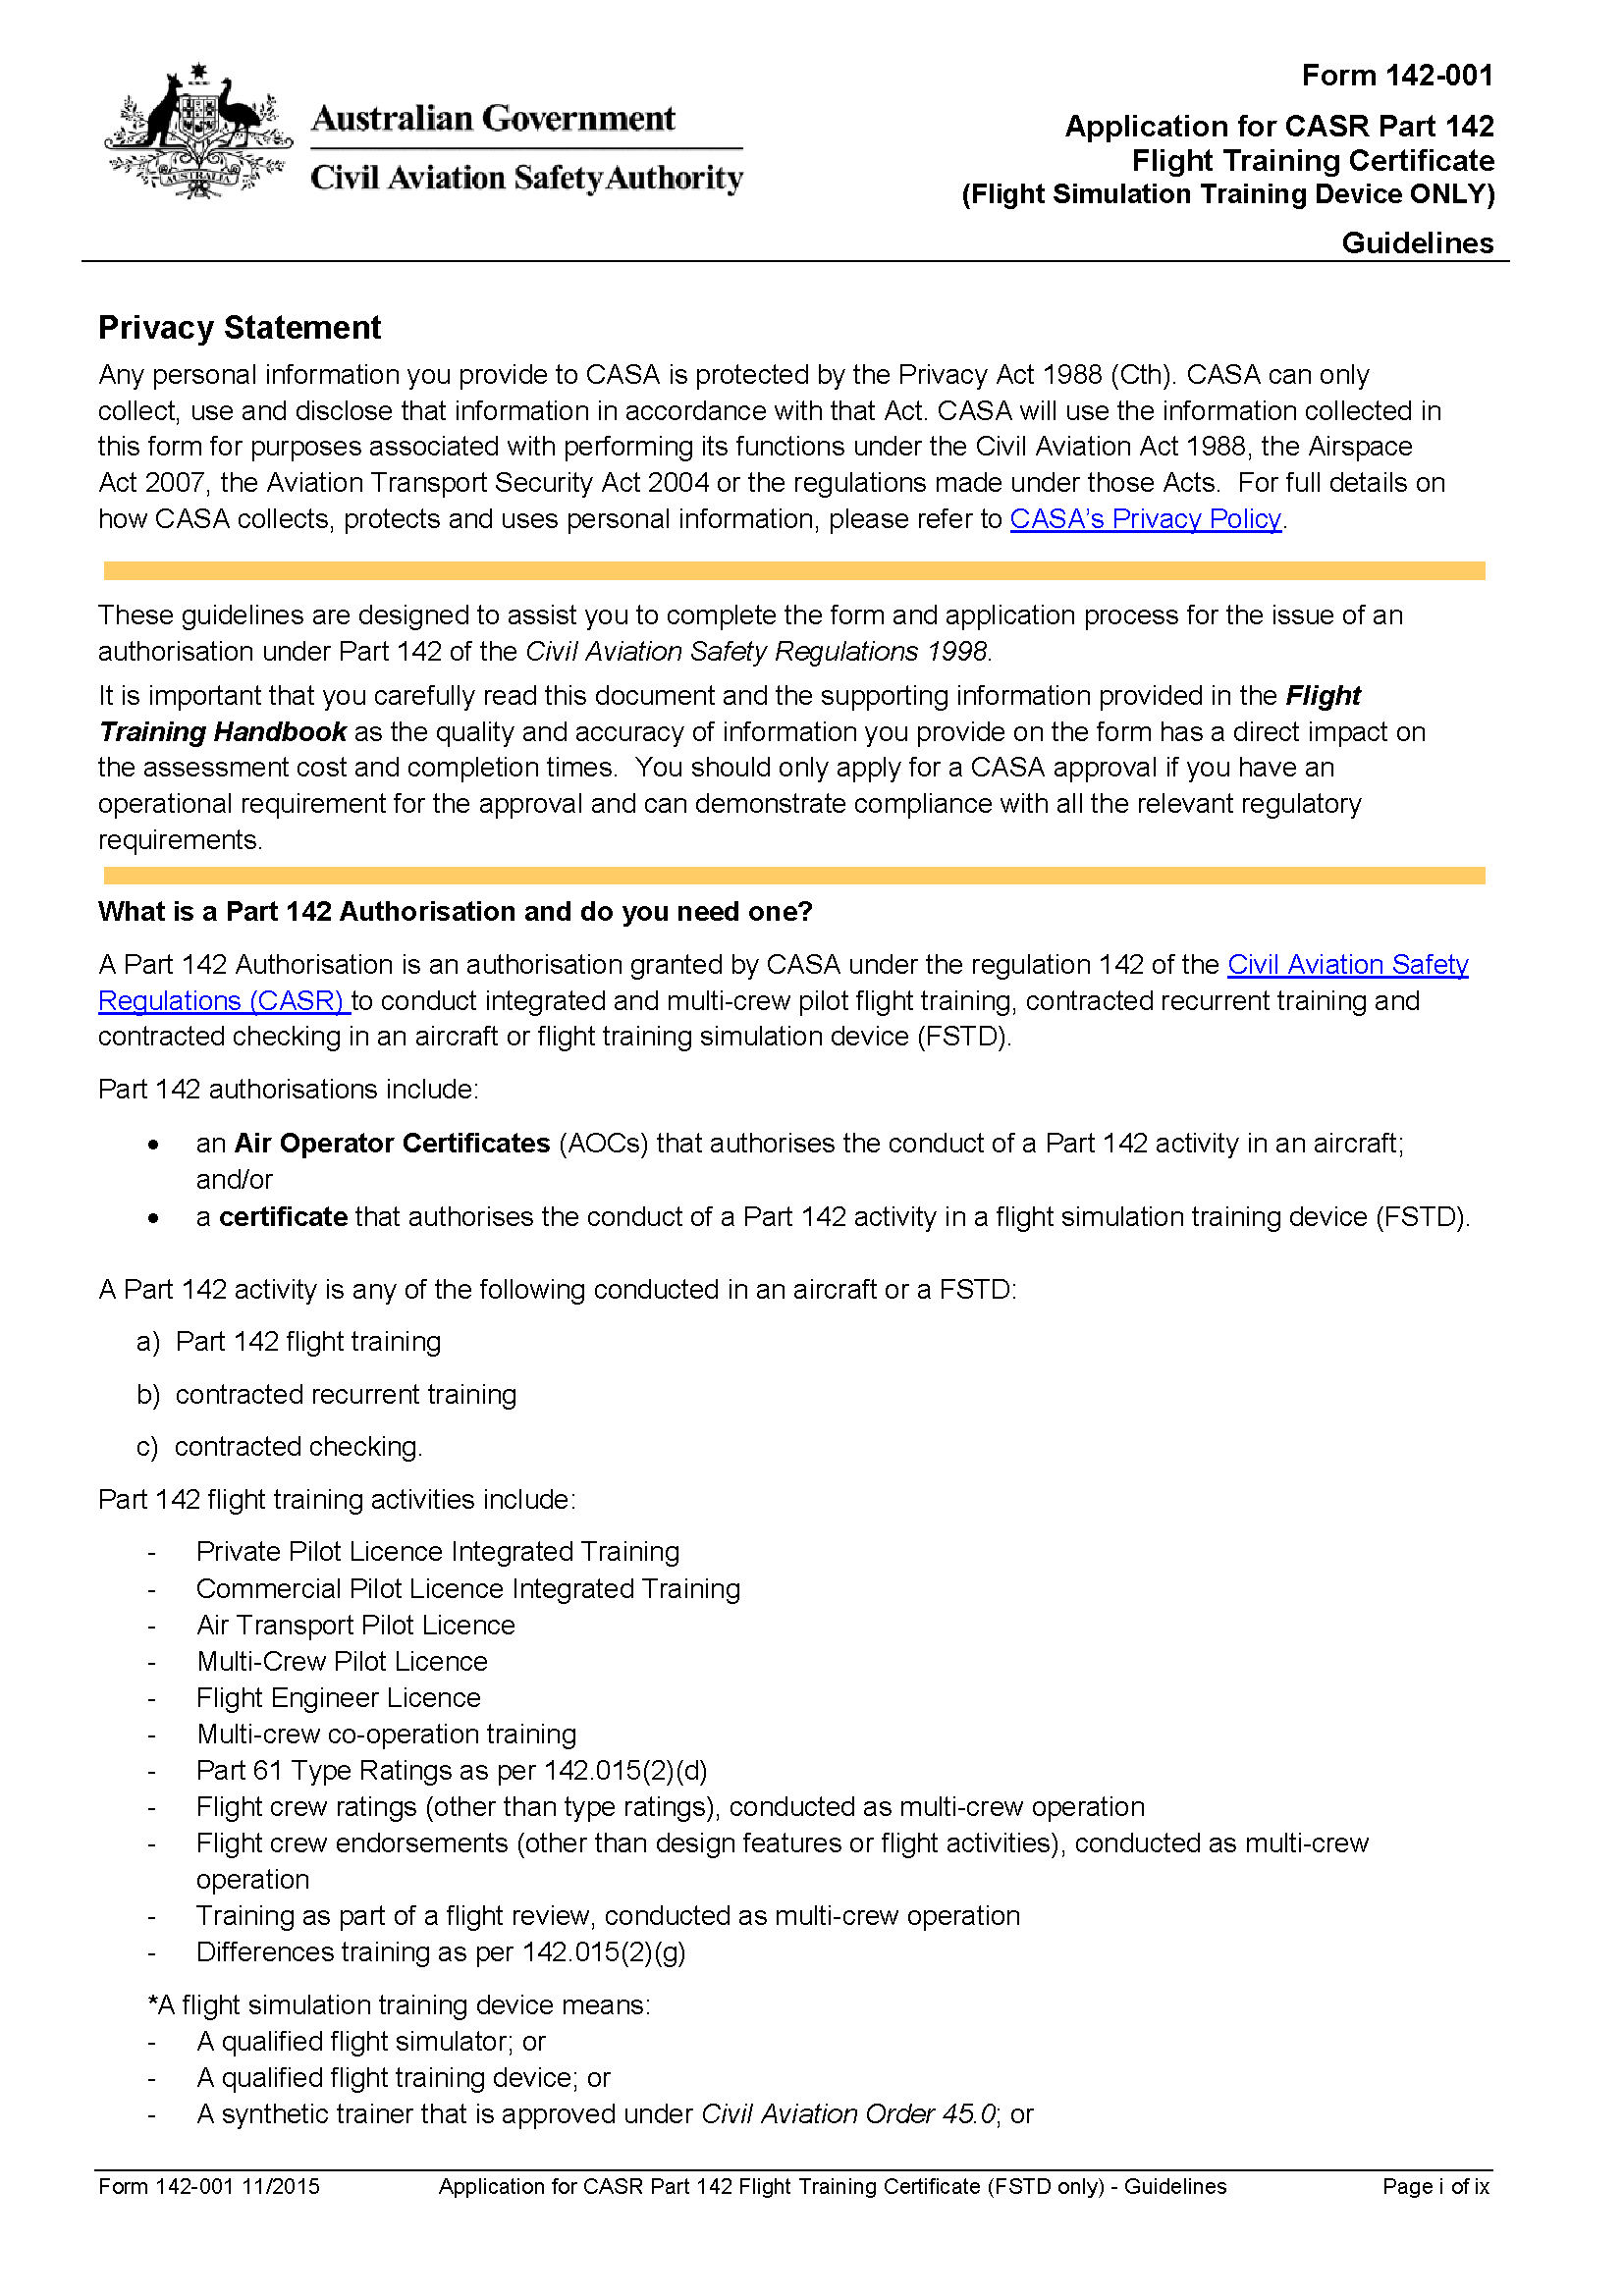 Form 142-001
Application for CASR Part 142
Flight Training Certificate
(Flight Simulation Training Device ONLY)
Guidelines
AUSTRALIA
Australian Government
Civil Aviation Safety Authority
Privacy Statement
Any personal information you provide to CASA is protected by the Privacy Act 1988 (Cth). CASA can only
collect, use and disclose that information in accordance with that Act. CASA will use the information collected in
this form for purposes associated with performing its functions under the Civil Aviation Act 1988, the Airspace
Act 2007, the Aviation Transport Security Act 2004 or the regulations made under those Acts.  For full details on
how CASA collects, protects and uses personal information, please refer to CASA's Privacy Policy.
These guidelines are designed to assist you to complete the form and application process for the issue of an
authorisation under Part 142 of the Civil Aviation Safety Regulations 1998.
It is important that you carefully read this document and the supporting information provided in the Flight
Training Handbook as the quality and accuracy of information you provide on the form has a direct impact on
the assessment cost and completion times.  You should only apply for a CASA approval if you have an
operational requirement for the approval and can demonstrate compliance with all the relevant regulatory
requirements.
What is a Part 142 Authorisation and do you need one?
A Part 142 Authorisation is an authorisation granted by CASA under the regulation 142 of the Civil Aviation Safety
Regulations (CASR) to conduct integrated and multi-crew pilot flight training, contracted recurrent training and
contracted checking in an aircraft or flight training simulation device (FSTD).
Part 142 authorisations include:
• an Air Operator Certificates (AOCs) that authorises the conduct of a Part 142 activity in an aircraft;
and/or
• a certificate that authorises the conduct of a Part 142 activity in a flight simulation training device (FSTD).
A Part 142 activity is any of the following conducted in an aircraft or a FSTD:
a) Part 142 flight training
b) contracted recurrent training
c) contracted checking.
Part 142 flight training activities include:
- Private Pilot Licence Integrated Training
- Commercial Pilot Licence Integrated Training
- Air Transport Pilot Licence
- Multi-Crew Pilot Licence
- Flight Engineer Licence
- Multi-crew co-operation training
- Part 61 Type Ratings as per 142.015(2)(d)
- Flight crew ratings (other than type ratings), conducted as multi-crew operation
- Flight crew endorsements (other than design features or flight activities), conducted as multi-crew
operation
- Training as part of a flight review, conducted as multi-crew operation
- Differences training as per 142.015(2)(g)
*A flight simulation training device means:
- A qualified flight simulator; or
- A qualified flight training device; or
- A synthetic trainer that is approved under Civil Aviation Order 45.0; or
Form 142-001 11/2015 Application for CASR Part 142 Flight Training Certificate (FSTD only) - Guidelines Page i of ix